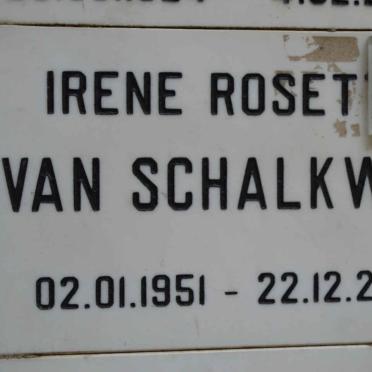 IRENE ROSET
VAN SCHALKW
02.01.1951 - 22.12.2